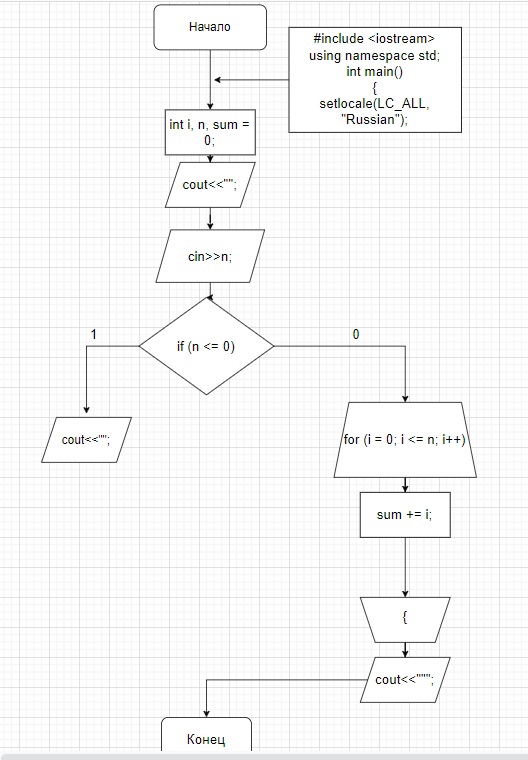 Начало
#include <iostream>
using namespace std;
int main()
{
setlocale(LC_ALL,
"Russian");
int i, n, sum =
0;
cout<<"";
cin>>n;
if (n <= 0)
1
0
cout<<"";
for (i = 0; i <= n; i++)
sum += i;
{
cout<<""";
Конец